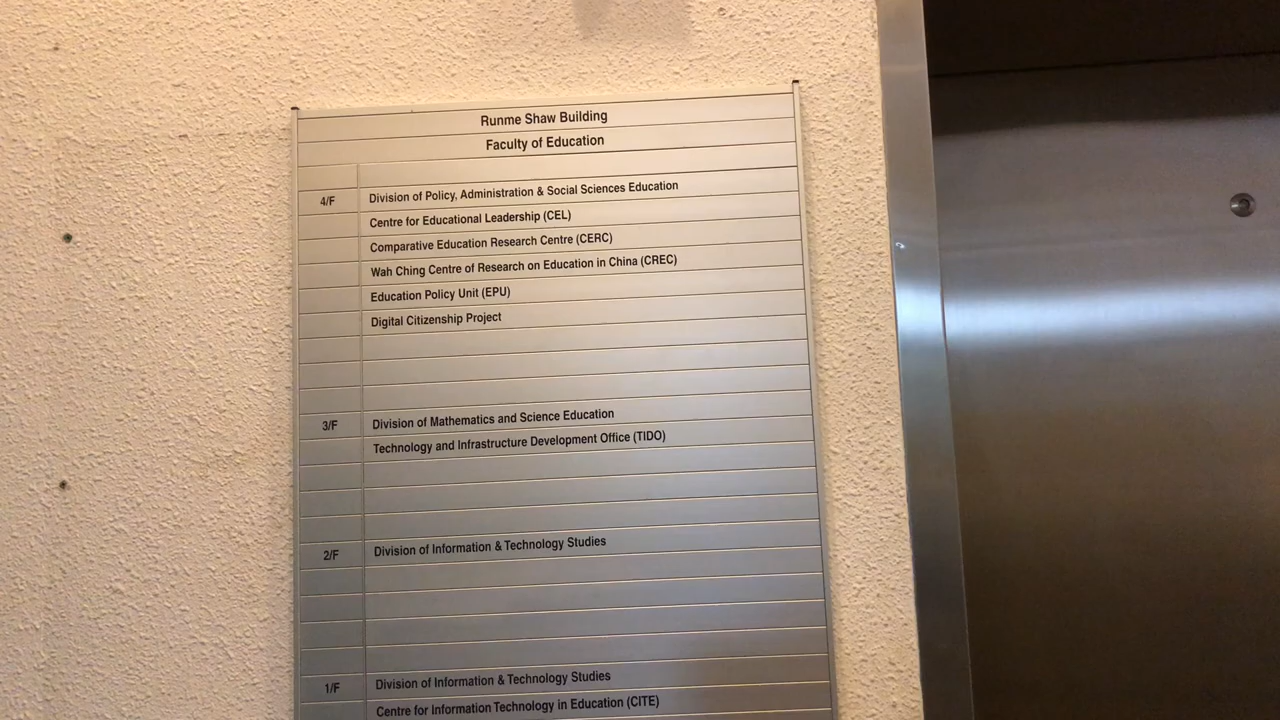 Runme Shaw Building
Faculty of Education
4/F Division of Policy, Administration & Social Sciences Education
Centre for Educational Leadership (CEL)
Comparative Education Research Centre (CERC)
Wah Ching Centre of Research on Education in China (CREC)
Education Policy Unit (EPU)
Digital Citizenship Project
3/F Division of Mathematics and Science Education
Technology and Infrastructure Development Office (TIDO)
2/F Division of Information & Technology Studies
1/F Division of Information & Technology Studies
Centre for Information Technology in Education (CITE)